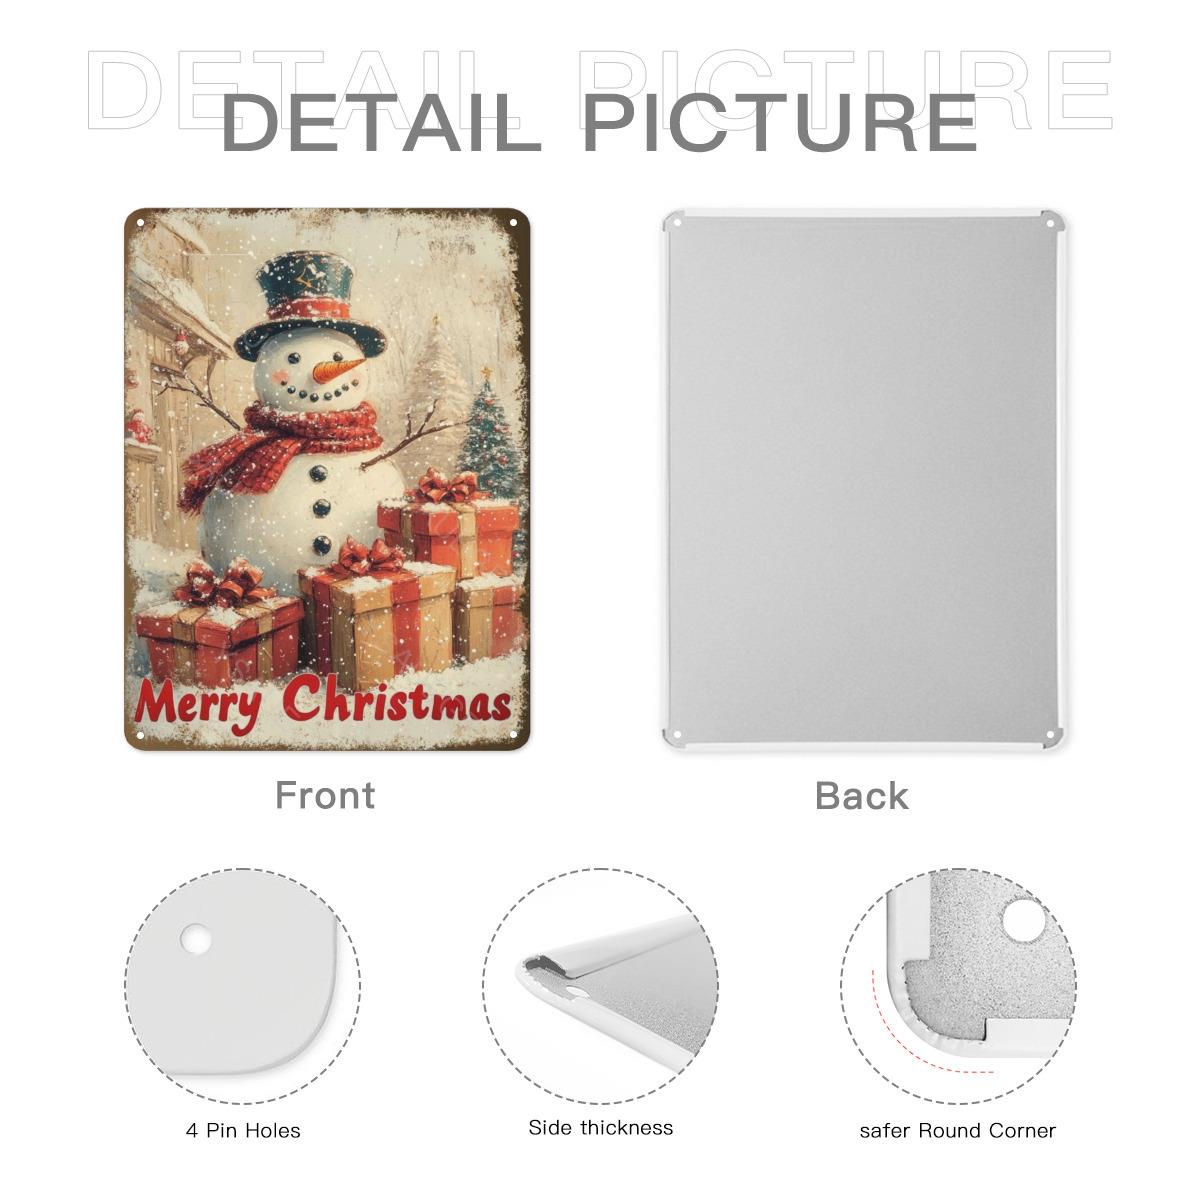 DETAIL PICTURE
DETAIL PICTURE
Merry Christmas
Front
Back
4 Pin Holes
Side thickness
safer Round Corner